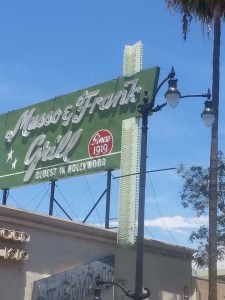 Musso & Frank
Grill
Since
1919
OLDEST IN HOLLYWOOD